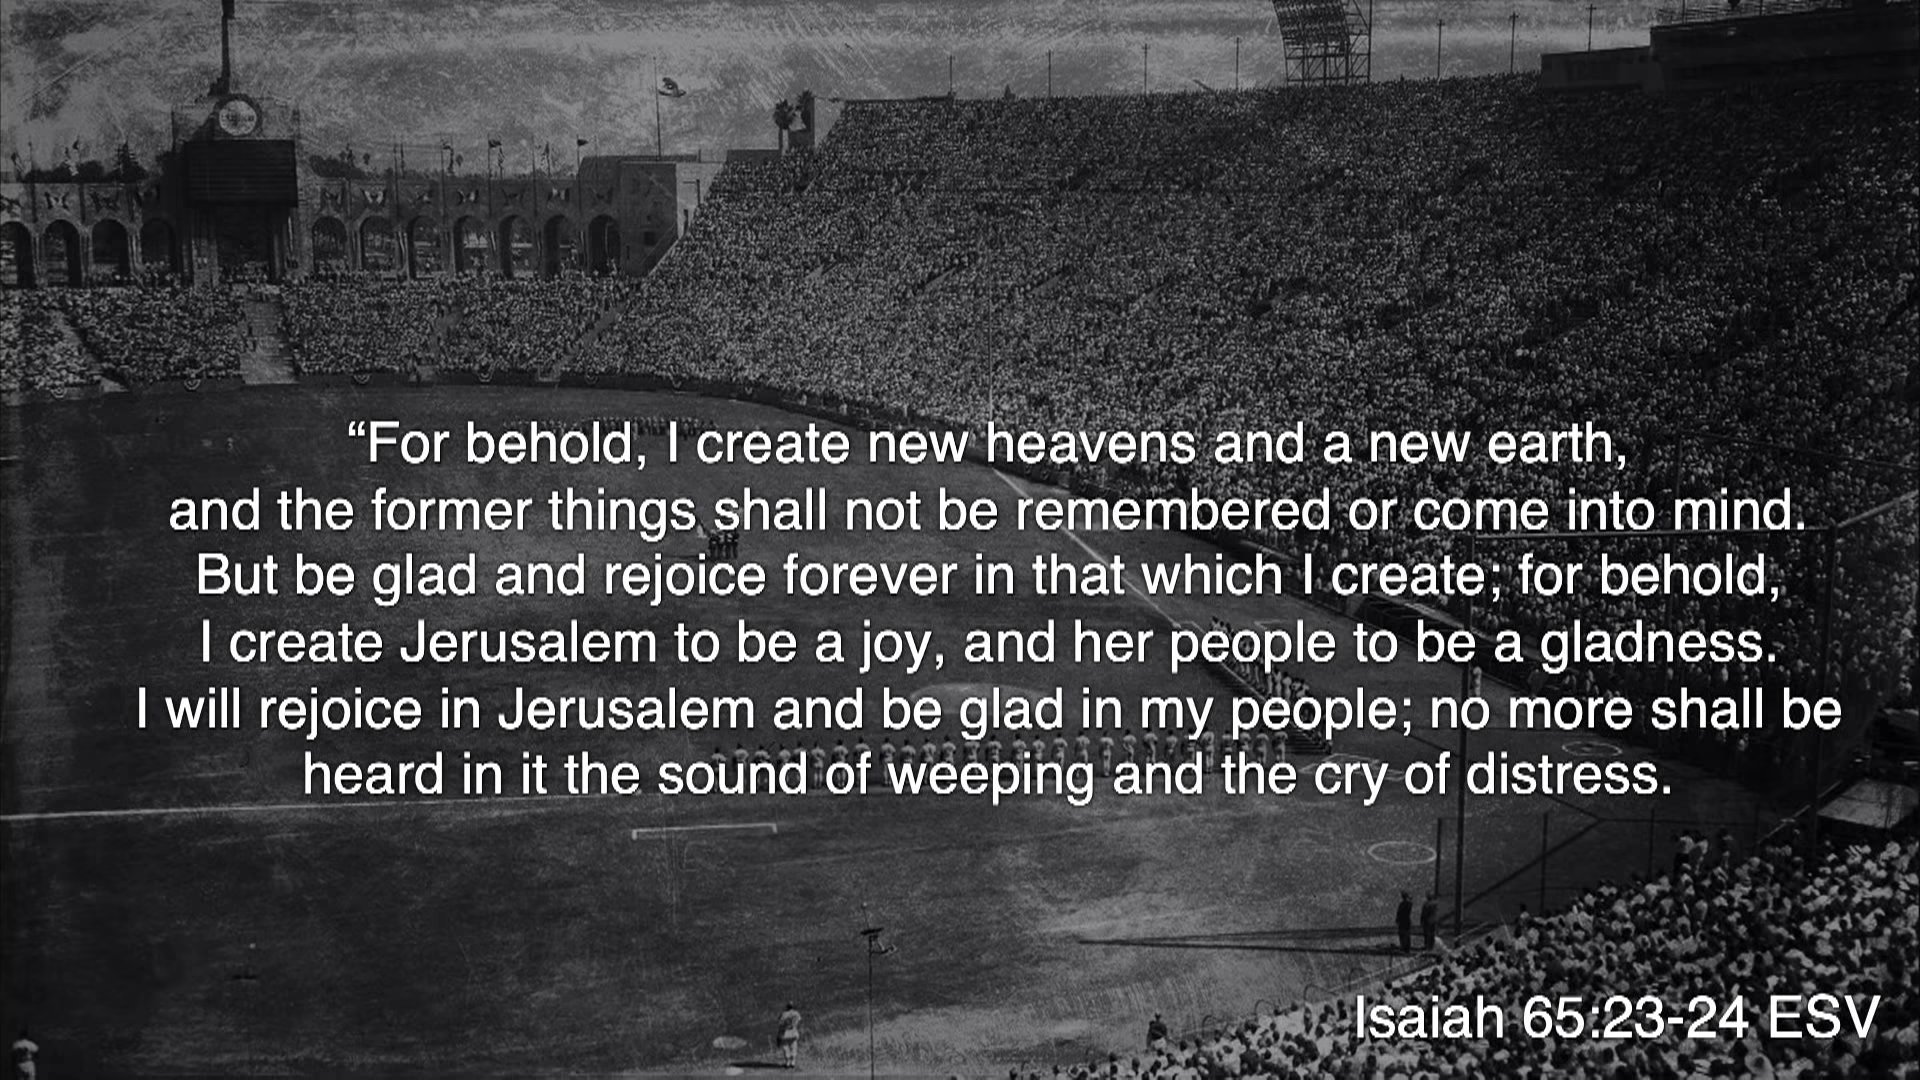 “For behold, I create new heavens and a new earth,
and the former things shall not be remembered or come into mind.
But be glad and rejoice forever in that which I create; for behold,
I create Jerusalem to be a joy, and her people to be a gladness.
I will rejoice in Jerusalem and be glad in my people; no more shall be
heard in it the sound of weeping and the cry of distress.
Isaiah 65:23-24 ESV